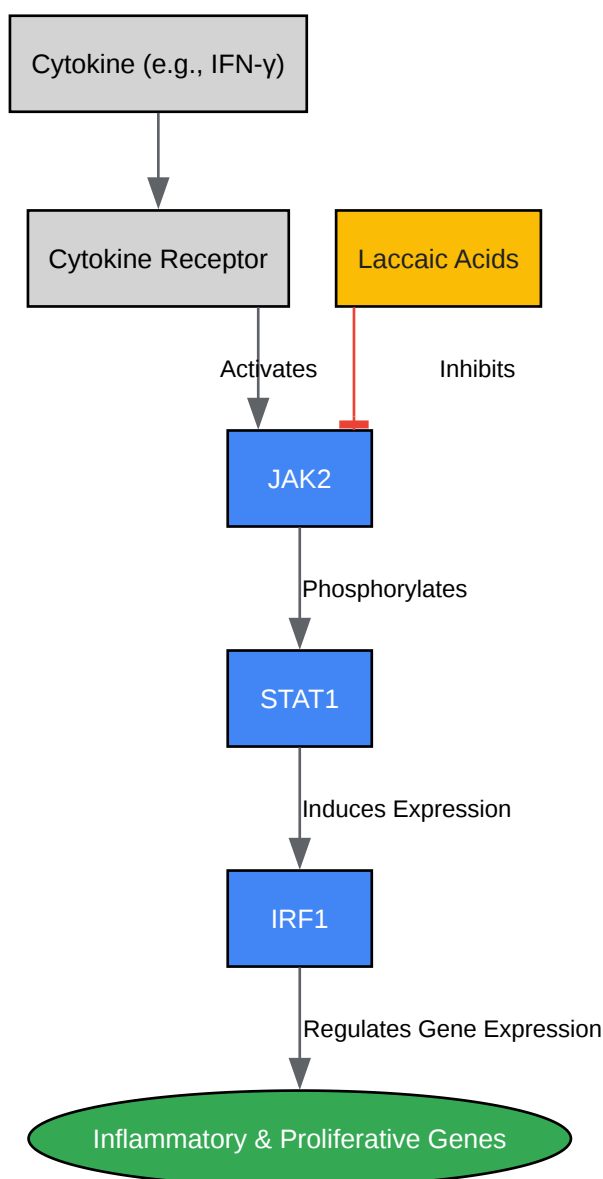 Cytokine (e.g., IFN-γ)
Cytokine Receptor
Laccaic Acids
Activates
Inhibits
JAK2
Phosphorylates
STAT1
Induces Expression
IRF1
Regulates Gene Expression
Inflammatory & Proliferative Genes